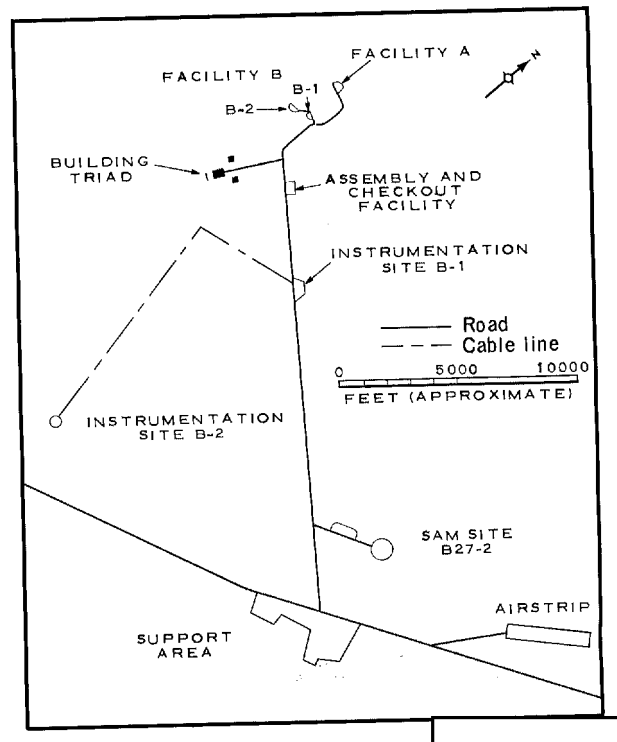 FACILITY A
N
FACILITY B
B-1
B-2
BUILDING
TRIAD
ASSEMBLY AND
CHECKOUT
FACILITY
INSTRUMENTATION
SITE B-1
Road
Cable line
0 5000 10000
FEET (APPROXIMATE)
INSTRUMENTATION
SITE B-2
SAM SITE
B27-2
AIRSTRIP
SUPPORT
AREA